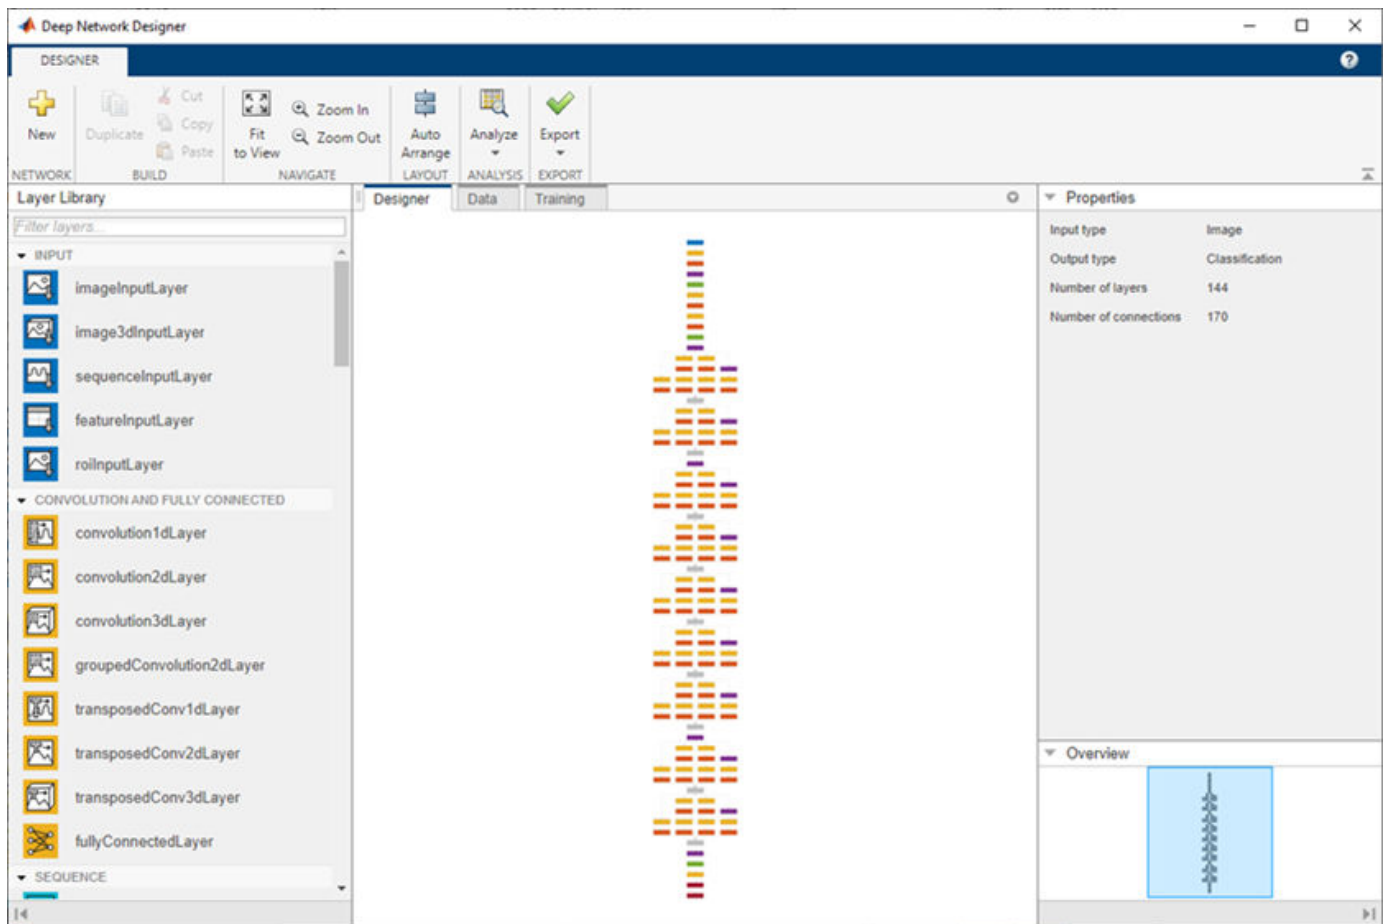 Deep Network Designer
DESIGNER
New
Duplicate
Cut
Copy
Paste
Fit
to View
Zoom In
Zoom Out
Auto
Arrange
Analyze
Export
NETWORK
BUILD
NAVIGATE
LAYOUT
ANALYSIS
EXPORT
Layer Library
Filter layers...
INPUT
imageInputLayer
image3dInputLayer
sequenceInputLayer
featureInputLayer
roiInputLayer
CONVOLUTION AND FULLY CONNECTED
convolution1dLayer
convolution2dLayer
convolution3dLayer
groupedConvolution2dLayer
transposedConv1dLayer
transposedConv2dLayer
transposedConv3dLayer
fullyConnectedLayer
SEQUENCE
Designer
Data
Training
Properties
Input type Image
Output type Classification
Number of layers 144
Number of connections 170
Overview